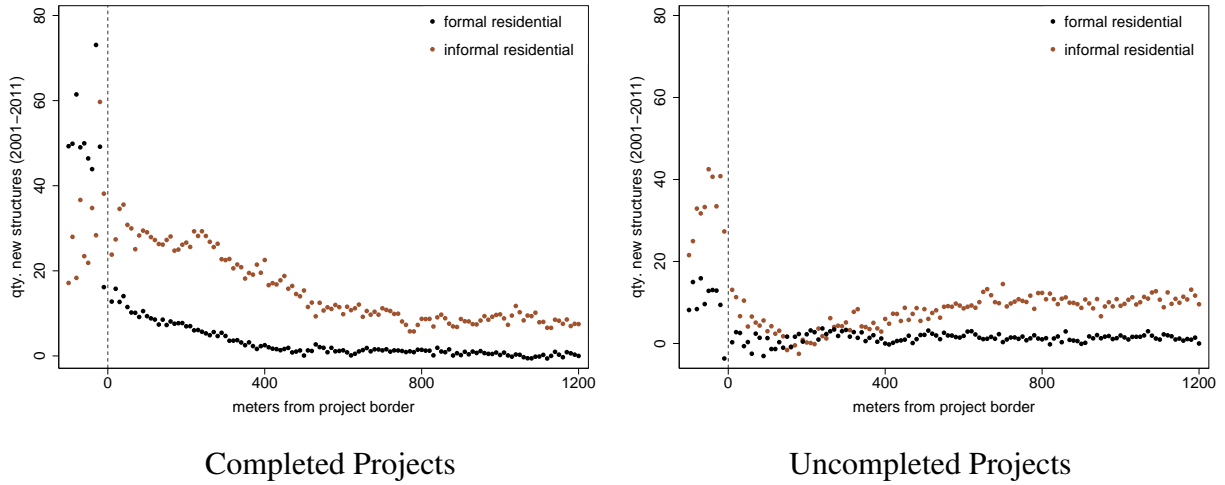 formal residential
informal residential
qty. new structures (2001−2011)
80
60
40
20
0
0 400 800 1200
meters from project border
Completed Projects
formal residential
informal residential
qty. new structures (2001−2011)
80
60
40
20
0
0 400 800 1200
meters from project border
Uncompleted Projects